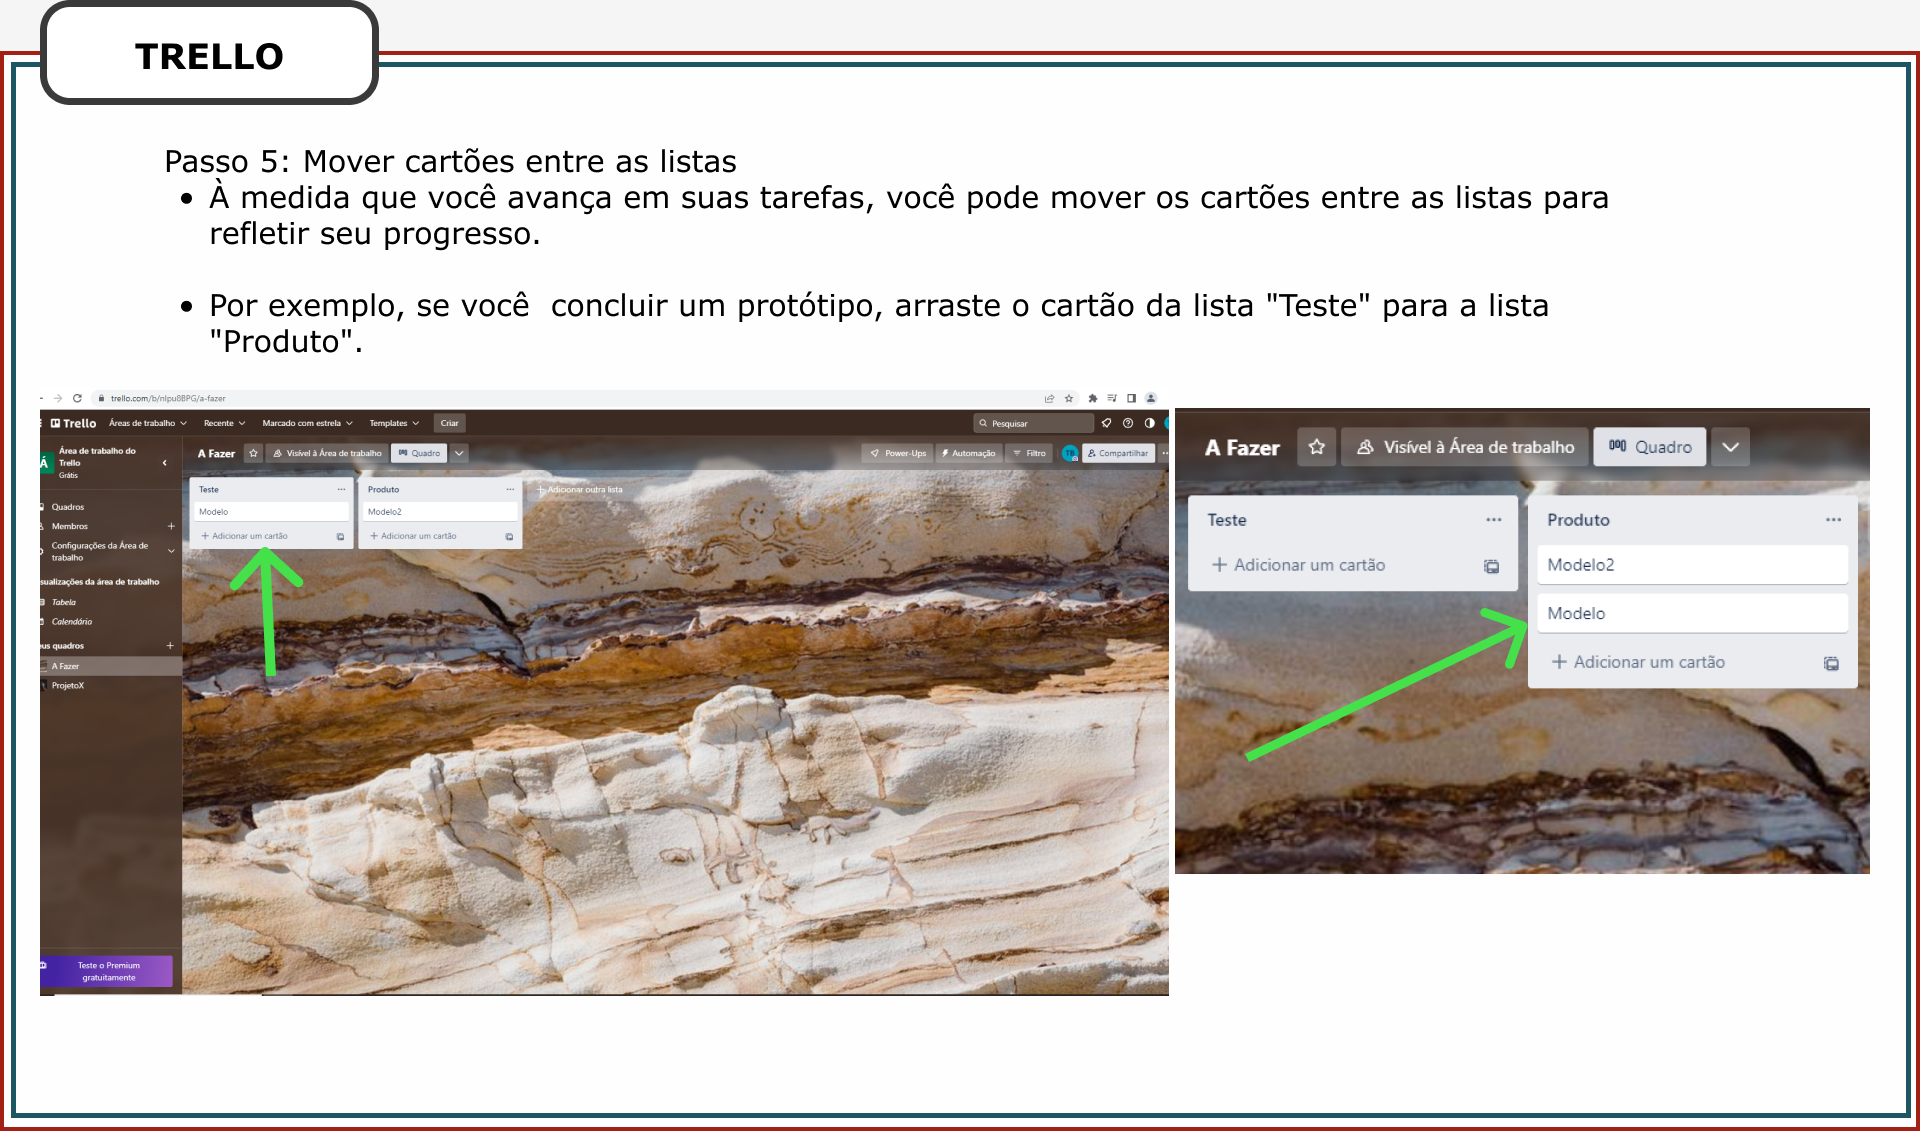 TRELLO
Passo 5: Mover cartões entre as listas
À medida que você avança em suas tarefas, você pode mover os cartões entre as listas para
refletir seu progresso.
Por exemplo, se você  concluir um protótipo, arraste o cartão da lista "Teste" para a lista
"Produto".
trello.com/b/nlpu8BPG/a-fazer
Trello Áreas de trabalho Recente Marcado com estrela Templates Criar Pesquisar
Á Área de trabalho do
Trello
Grátis
A Fazer Visível à Área de trabalho Quadro Power-Ups Automação Filtro TB Compartilhar
Teste Produto + Adicionar outra lista
Modelo Modelo2
+ Adicionar um cartão + Adicionar um cartão
Quadros
Membros +
Configurações da Área de
trabalho
sualizações da área de trabalho
Tabela
Calendário
us quadros +
A Fazer
ProjetoX
Teste o Premium
gratuitamente
A Fazer Visível à Área de trabalho Quadro
Teste
+ Adicionar um cartão
Produto
Modelo2
Modelo
+ Adicionar um cartão